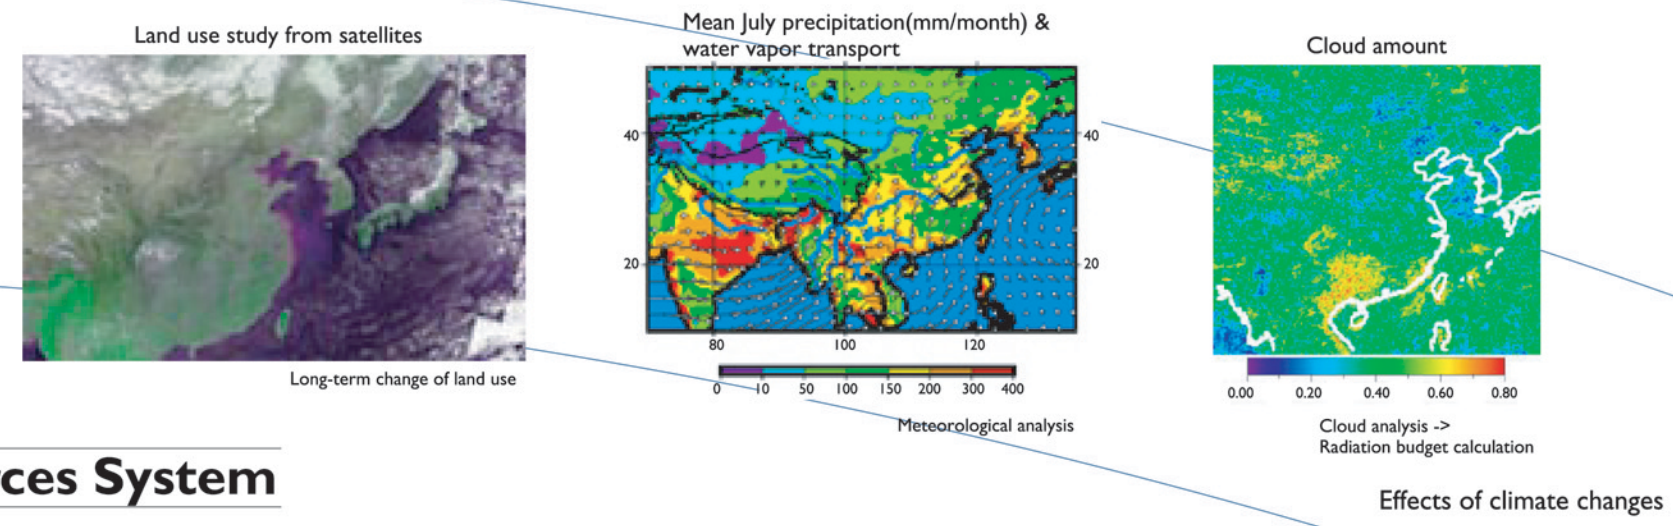 Land use study from satellites
Long-term change of land use
Mean July precipitation(mm/month) &
water vapor transport
40
40
20
20
80 100 120
0 10 50 100 150 200 300 400
Meteorological analysis
Cloud amount
0.00 0.20 0.40 0.60 0.80
Cloud analysis ->
Radiation budget calculation
rces System
Effects of climate changes